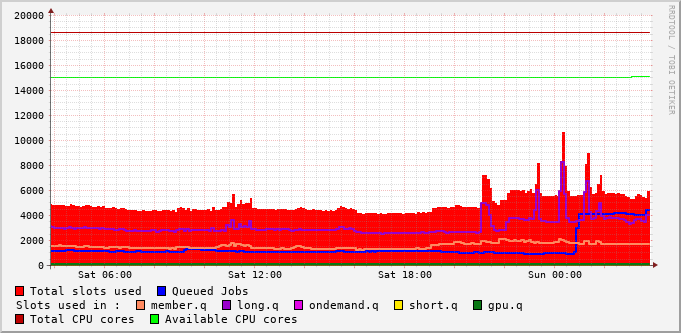 20000
18000
16000
14000
12000
10000
8000
6000
4000
2000
0
Sat 06:00 Sat 12:00 Sat 18:00 Sun 00:00
RRDTOOL / TOBI OETIKER
Total slots used Queued Jobs
Slots used in : member.q long.q ondemand.q short.q gpu.q
Total CPU cores Available CPU cores